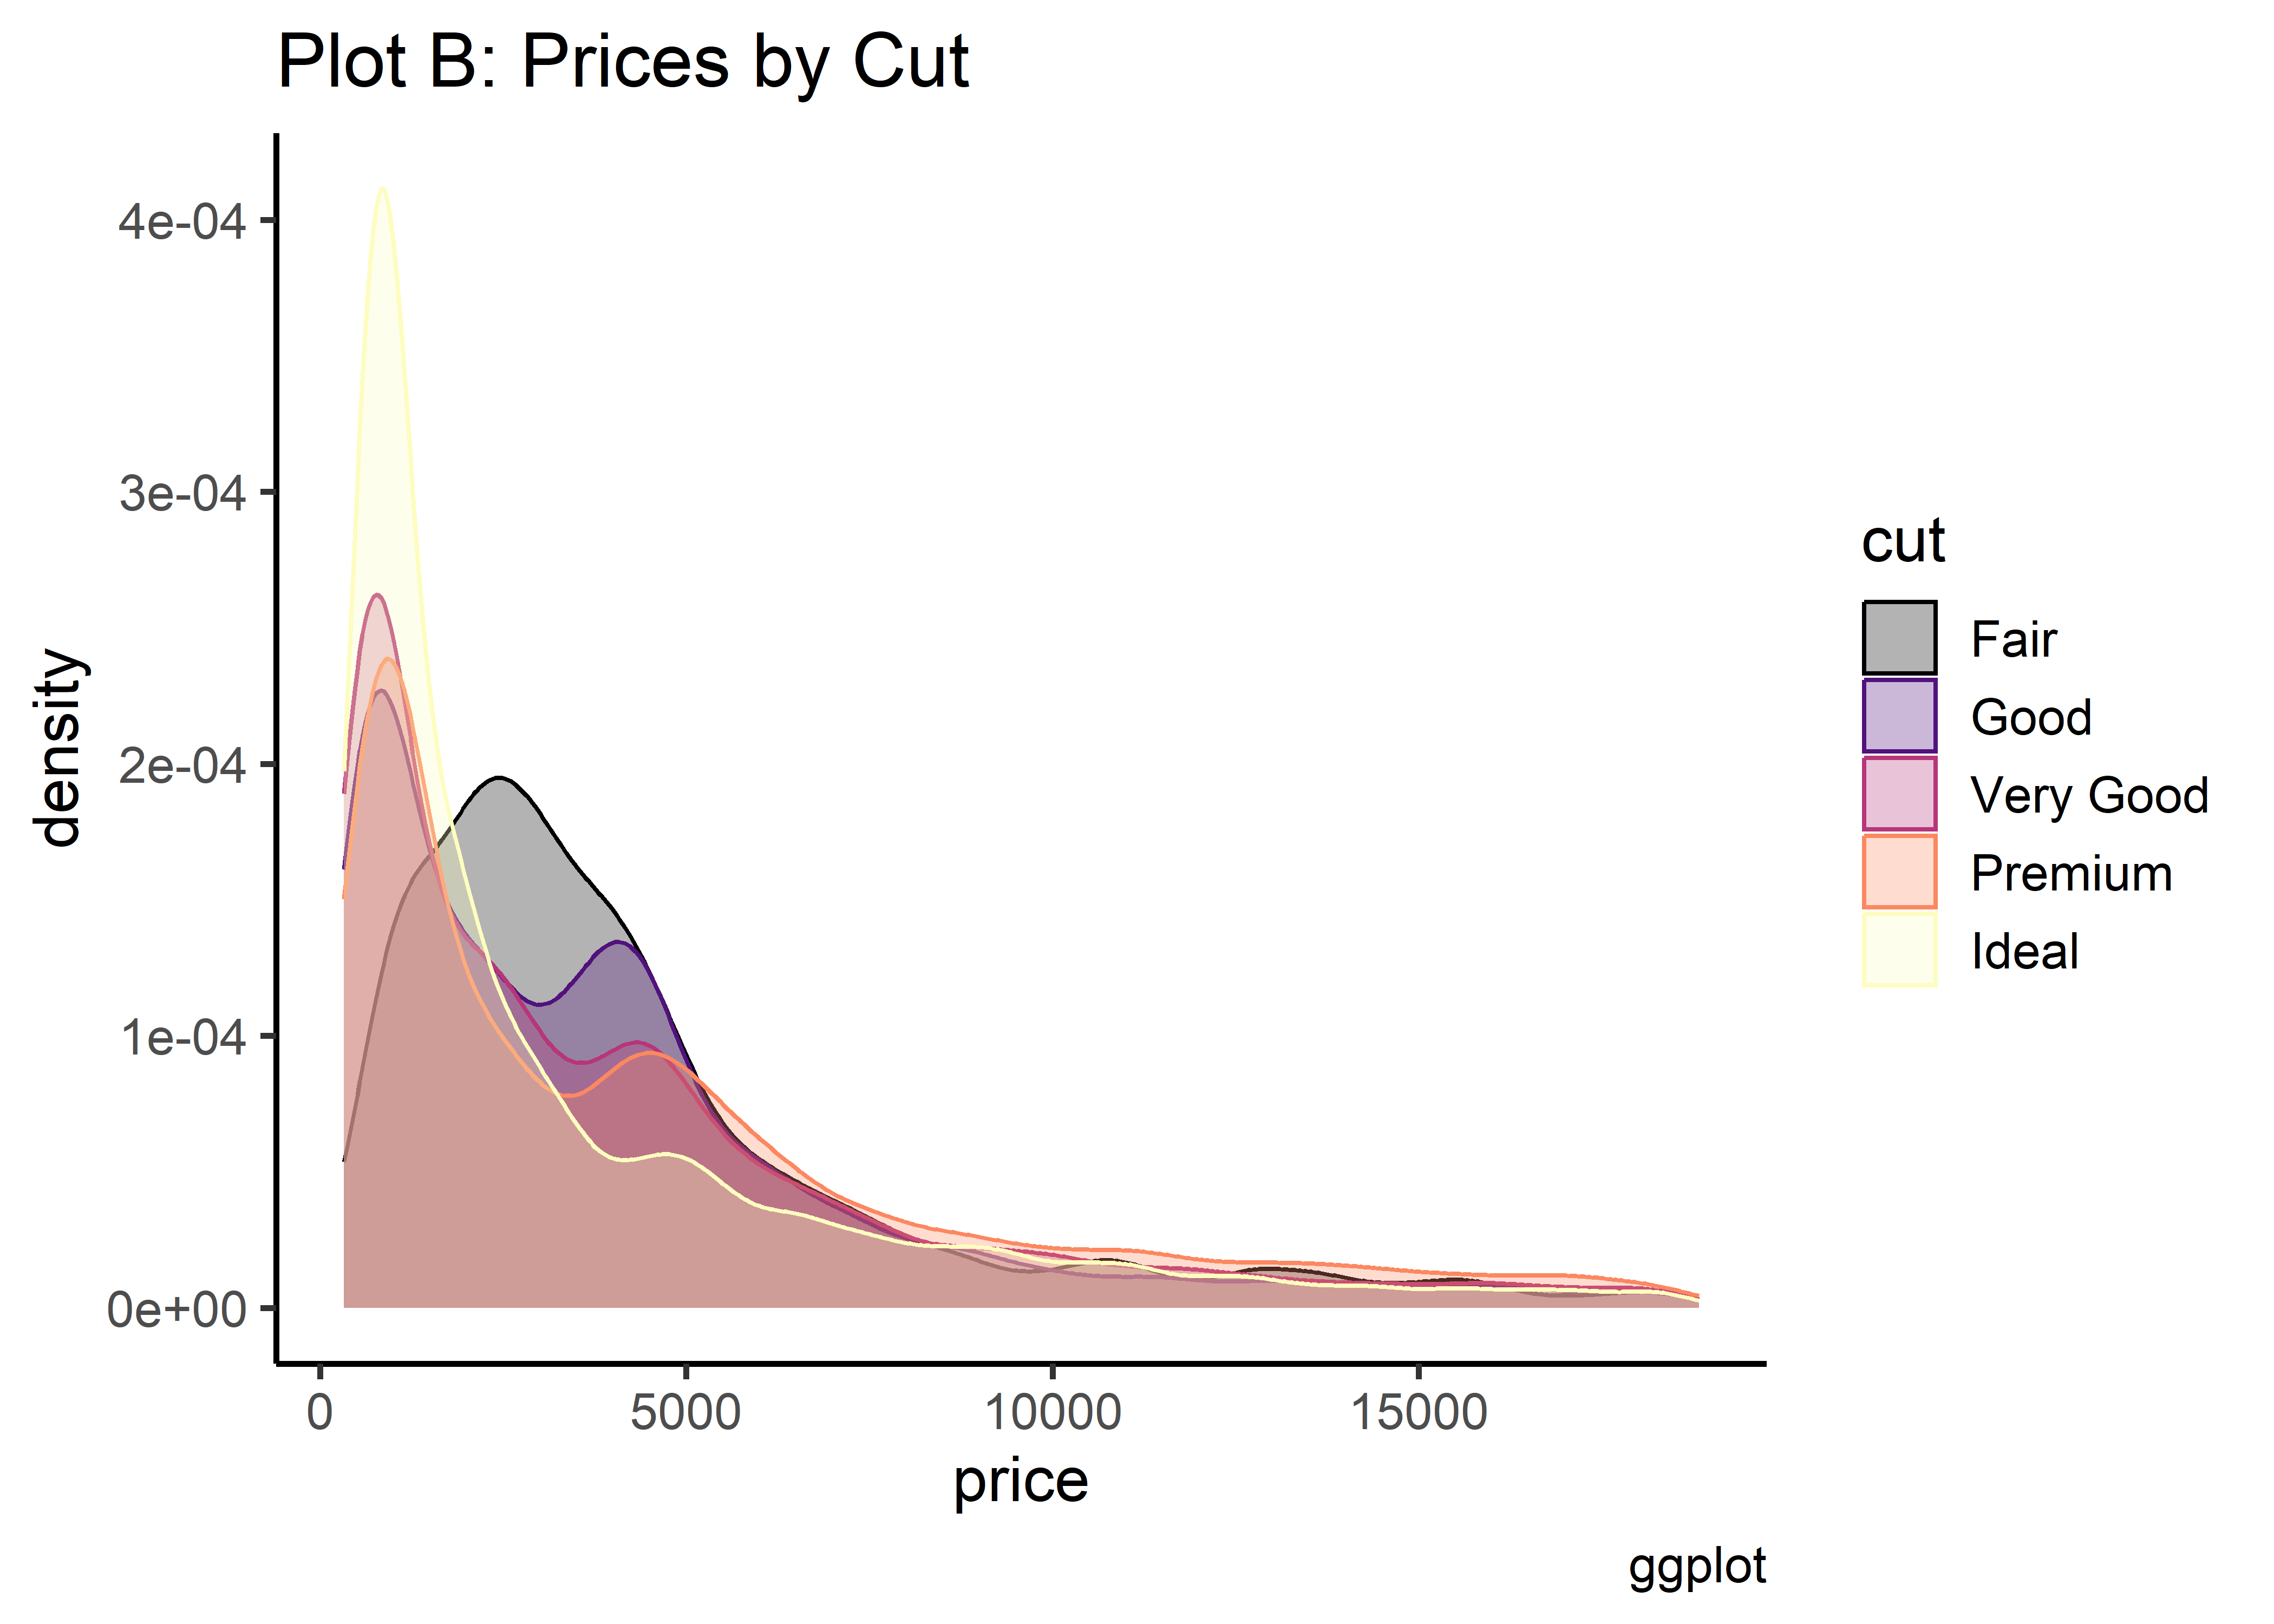 Plot B: Prices by Cut
density
4e-04
3e-04
2e-04
1e-04
0e+00
0
5000
10000
15000
price
cut
Fair
Good
Very Good
Premium
Ideal
ggplot